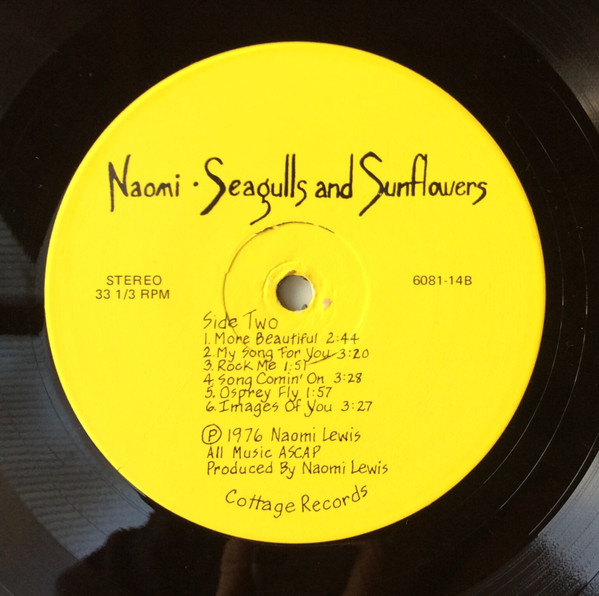 Naomi · Seagulls and Sunflowers
STEREO
33 1/3 RPM
6081-14B
Side Two
1. More Beautiful 2:44
2. My Song For You 3:20
3. Rock Me 1:51
4. Song Comin' On 3:28
5. Osprey Fly 1:57
6. Images Of You 3:27
Ⓟ 1976 Naomi Lewis
All Music ASCAP
Produced By Naomi Lewis
Cottage Records